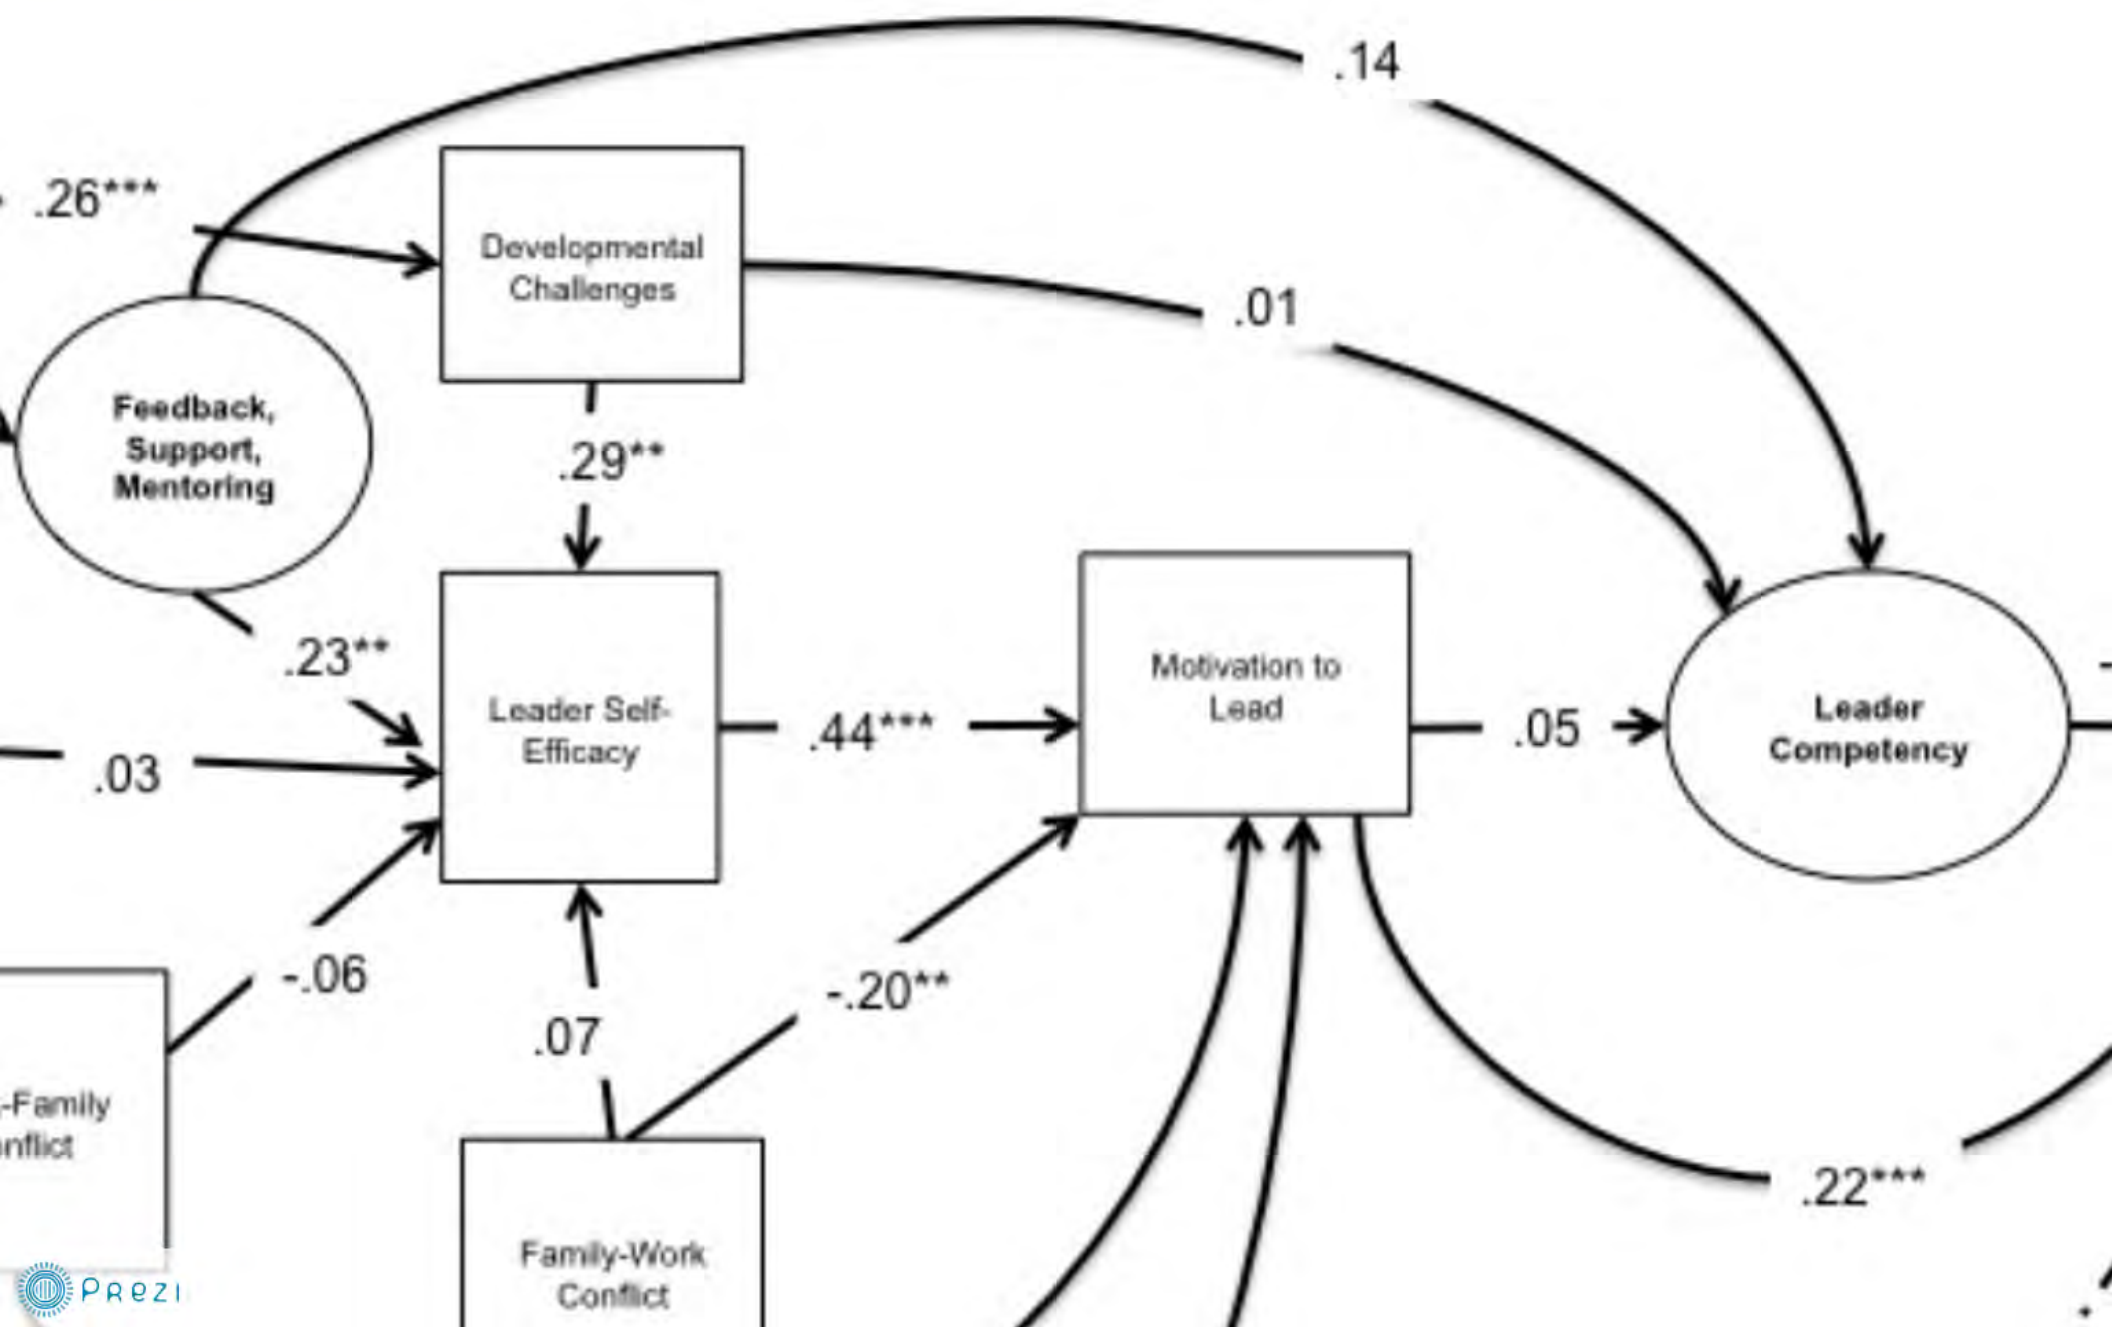 .14
.26***
Developmental
Challenges
.01
Feedback,
Support,
Mentoring
.29**
.23**
Motivation to
Lead
Leader Self-
Efficacy
.44***
.05
Leader
Competency
.03
-.06
-.20**
.07
-Family
nflict
.22***
Family-Work
Conflict
Prezi